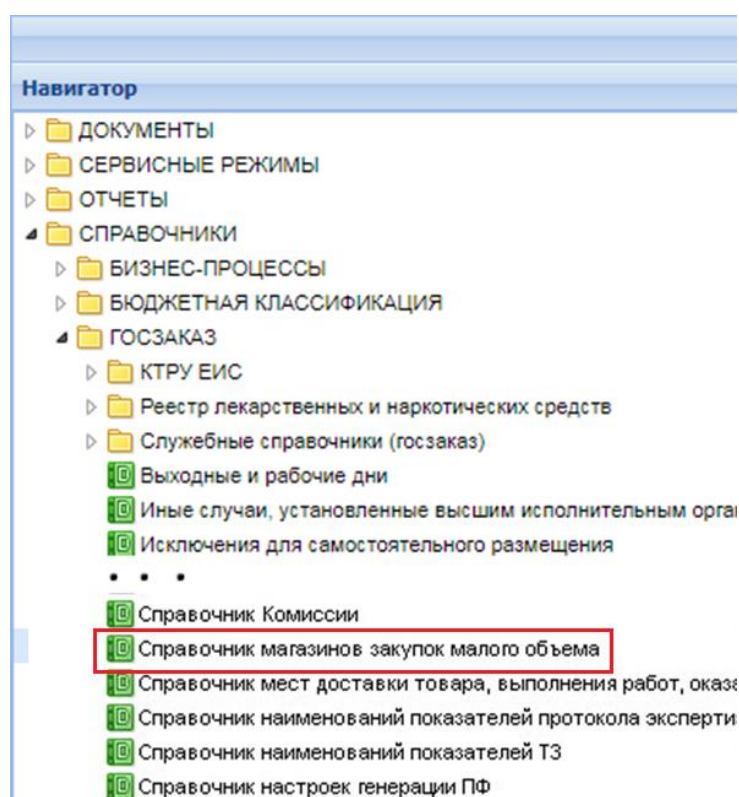 Навигатор
ДОКУМЕНТЫ
СЕРВИСНЫЕ РЕЖИМЫ
ОТЧЕТЫ
СПРАВОЧНИКИ
БИЗНЕС-ПРОЦЕССЫ
БЮДЖЕТНАЯ КЛАССИФИКАЦИЯ
ГОСЗАКАЗ
КТРУ ЕИС
Реестр лекарственных и наркотических средств
Служебные справочники (госзаказ)
Выходные и рабочие дни
Иные случаи, установленные высшим исполнительным
Исключения для самостоятельного размещения
• • •
Справочник Комиссии
Справочник магазинов закупок малого объема
Справочник мест доставки товара, выполнения работ,
Справочник наименований показателей протокола
Справочник наименований показателей ТЗ
Справочник настроек генерации ПФ